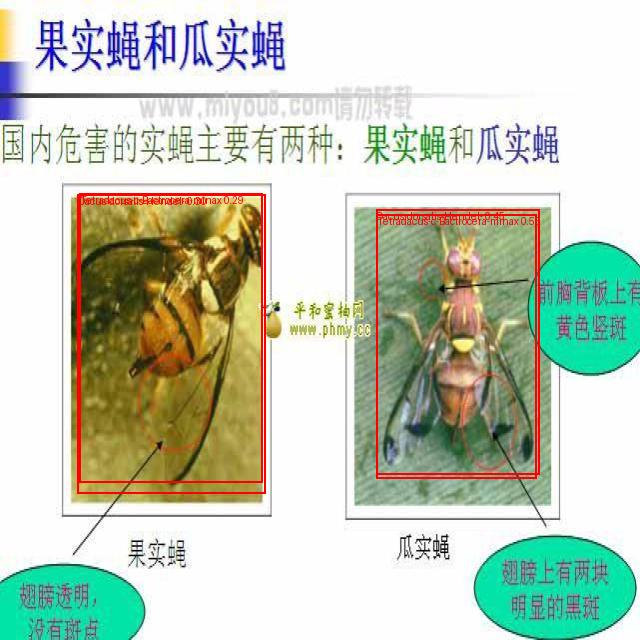 果实蝇和瓜实蝇
www.miyou8.com请勿转载
国内危害的实蝇主要有两种：果实蝇和瓜实蝇
平和蜜柚网
www.phmy.cc
前胸背板上有
黄色竖斑
果实蝇
瓜实蝇
翅膀透明，
没有斑点
翅膀上有两块
明显的黑斑